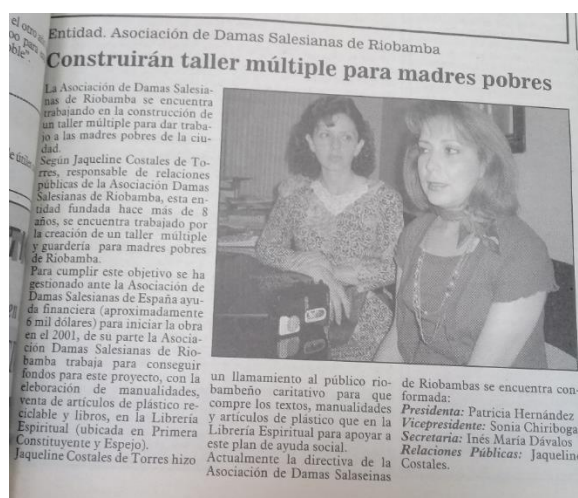 el otro
po para
ble".
le útiles
en
Entidad. Asociación de Damas Salesianas de Riobamba
Construirán taller múltiple para madres pobres
La Asociación de Damas Salesia-
nas de Riobamba se encuentra
trabajando en la construcción de
un taller múltiple para dar traba-
jo a las madres pobres de la ciu-
dad.
Según Jaqueline Costales de To-
rres, responsable de relaciones
públicas de la Asociación Damas
Salesianas de Riobamba, esta en-
tidad fundada hace más de 8
años, se encuentra trabajado por
la creación de un taller múltiple
y guardería para madres pobres
de Riobamba.
Para cumplir este objetivo se ha
gestionado ante la Asociación de
Damas Salesianas de España ayu-
da financiera (aproximadamente
6 mil dólares) para iniciar la obra
en el 2001, de su parte la Asocia-
ción Damas Salesianas de Rio-
bamba trabaja para conseguir
fondos para este proyecto, con la
eleboración de manualidades,
venta de artículos de plástico re-
ciclable y libros, en la Librería
Espiritual (ubicada en Primera
Constituyente y Espejo).
Jaqueline Costales de Torres hizo
un llamamiento al público rio-
bambeño caritativo para que
compre los textos, manualidades
y artículos de plástico que en la
Librería Espiritual para apoyar a
este plan de ayuda social.
Actualmente la directiva de la
Asociación de Damas Salaseinas
de Riobambas se encuentra con-
formada:
Presidenta: Patricia Hernández
Vicepresidente: Sonia Chiriboga
Secretaria: Inés María Dávalos
Relaciones Públicas: Jaqueline
Costales.